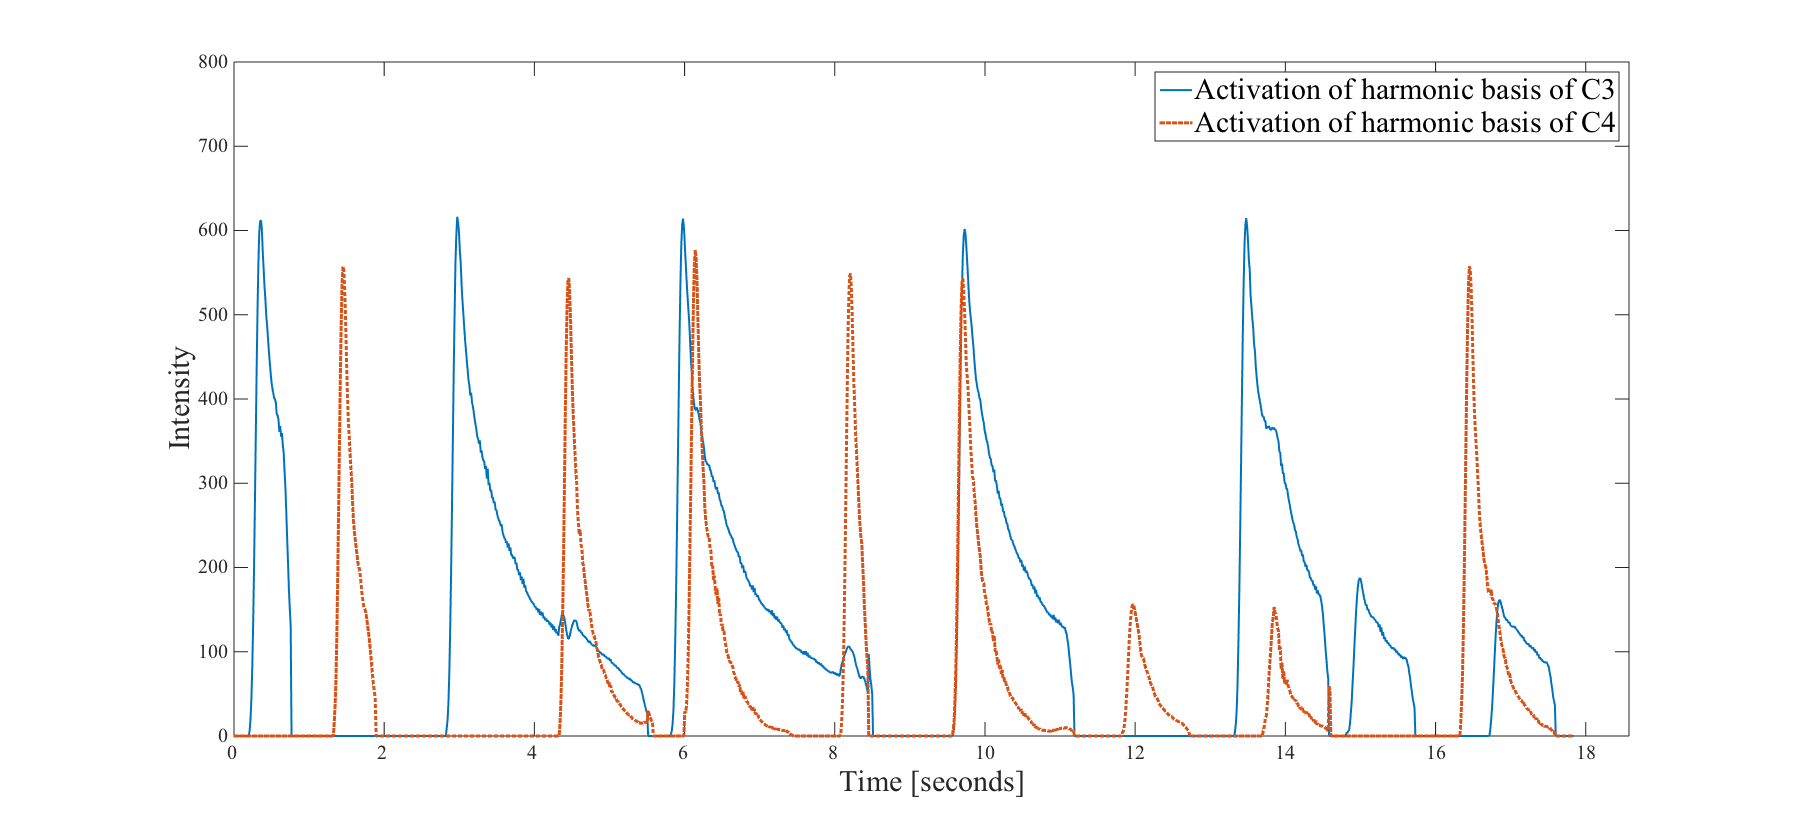 800
700
600
500
400
300
200
100
0
Intensity
0 2 4 6 8 10 12 14 16 18
Time [seconds]
Activation of harmonic basis of C3
Activation of harmonic basis of C4